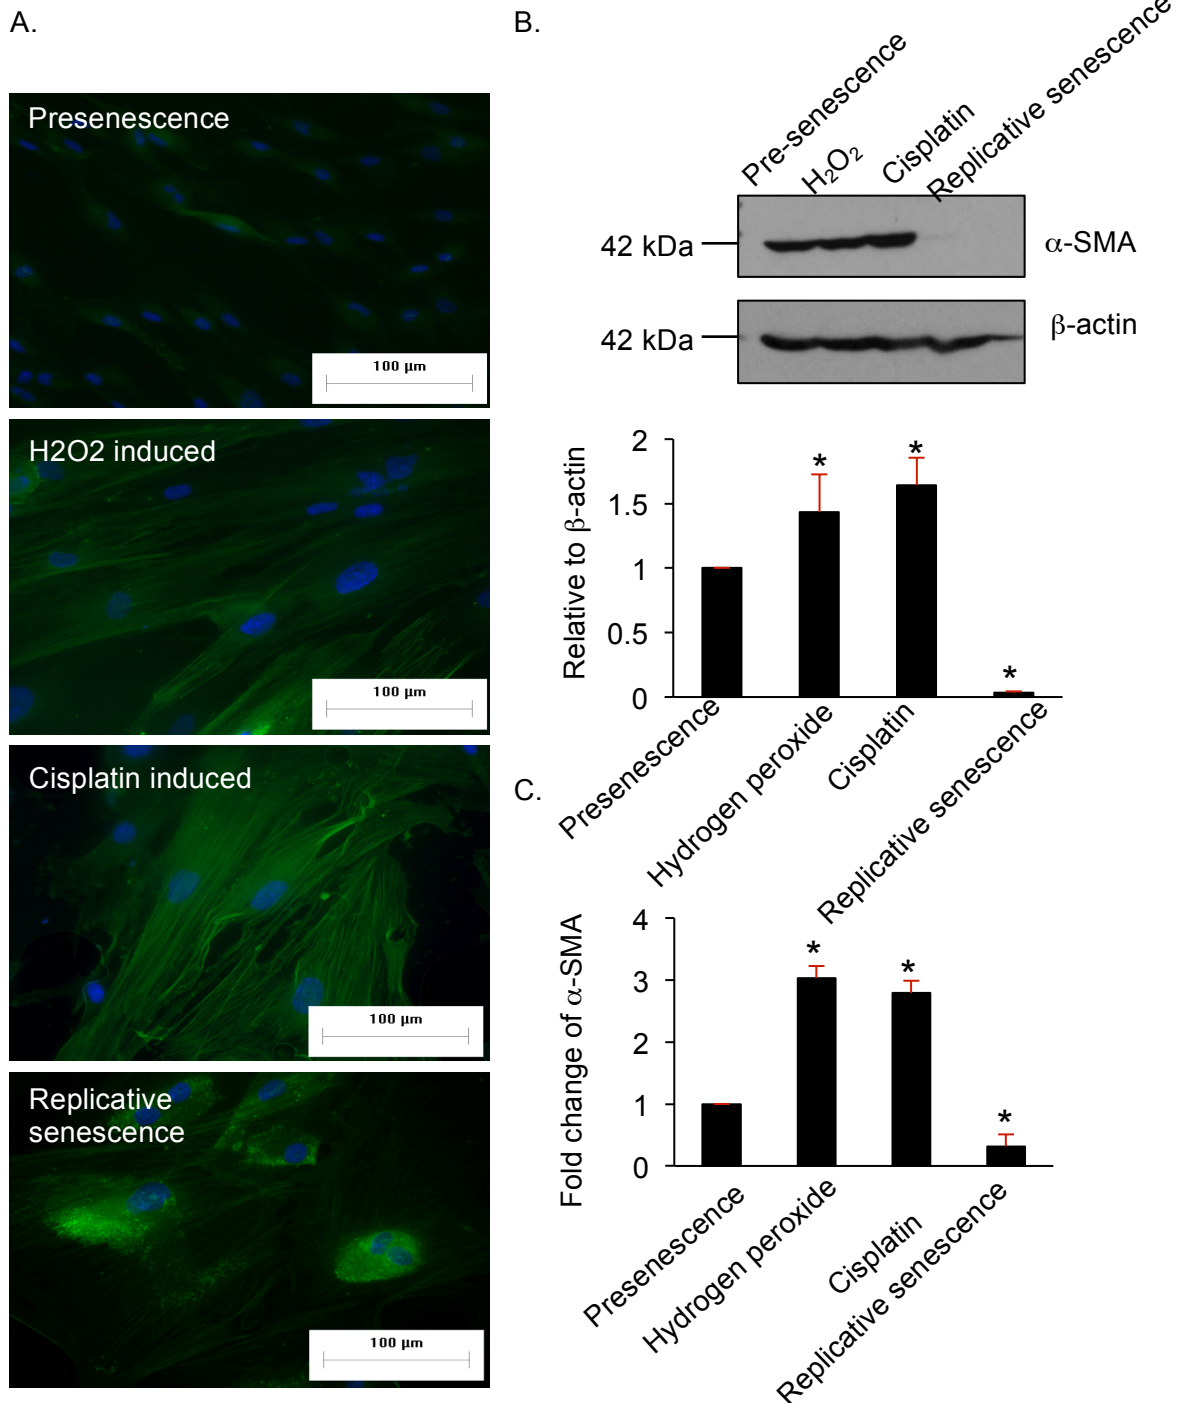 A.
Presenescence
100 µm
H2O2 induced
100 µm
Cisplatin induced
100 µm
Replicative
senescence
100 µm
B.
Pre-senescence
H₂O₂
Cisplatin
Replicative senescence
42 kDa
α-SMA
42 kDa
β-actin
Relative to β-actin
2
1.5
1
0.5
0
*
*
*
Presenescence
Hydrogen peroxide
Cisplatin
Replicative senescence
C.
Fold change of α-SMA
4
3
2
1
0
*
*
*
Presenescence
Hydrogen peroxide
Cisplatin
Replicative senescence